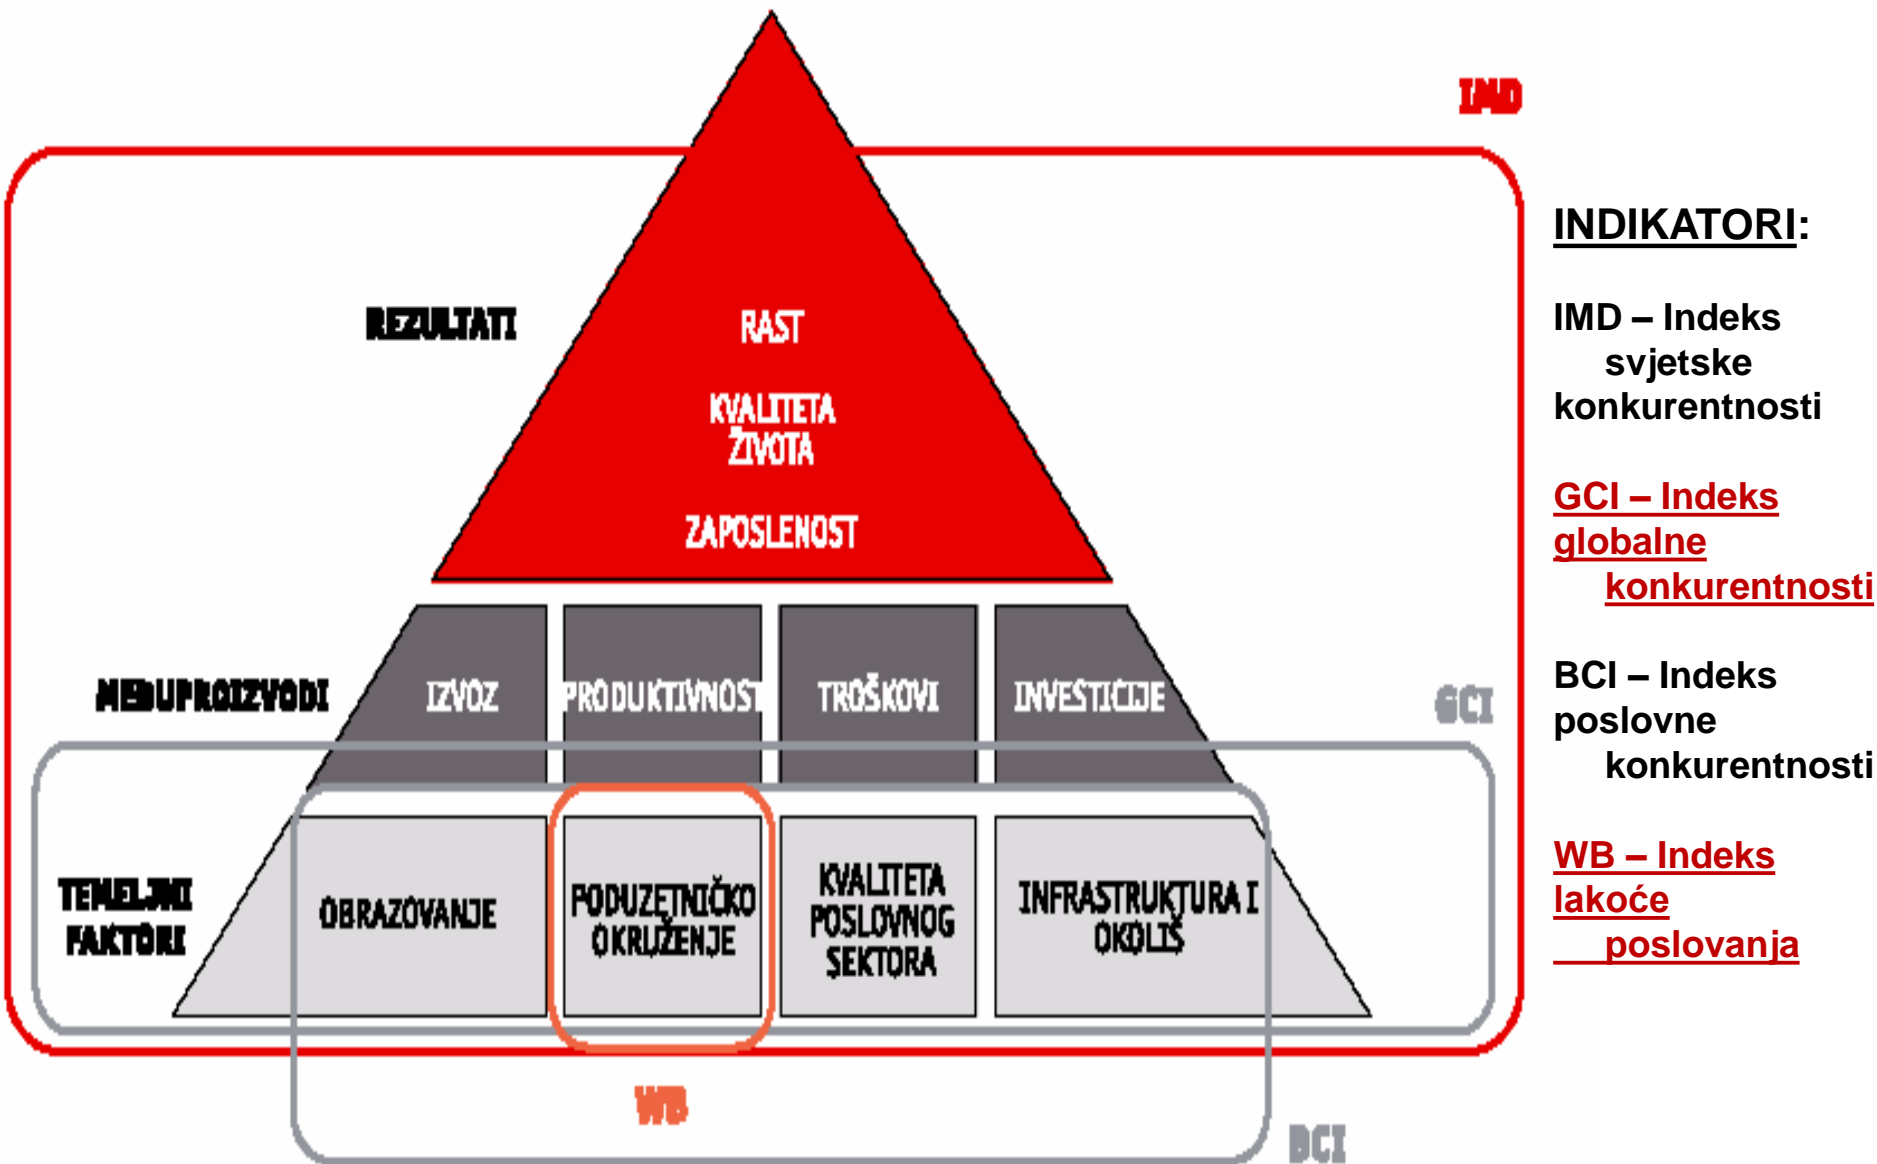 IMD
REZULTATI
RAST
KVALITETA
ŽIVOTA
ZAPOSLENOST
MEĐUPROIZVODI
IZVOZ
PRODUKTIVNOST
TROŠKOVI
INVESTICIJE
GCI
TEMELJNI
FAKTORI
OBRAZOVANJE
PODUZETNIČKO
OKRUŽENJE
KVALITETA
POSLOVNOG
SEKTORA
INFRASTRUKTURA I
OKOLIŠ
WB
BCI
INDIKATORI:
IMD – Indeks
svjetske
konkurentnosti
GCI – Indeks
globalne
konkurentnosti
BCI – Indeks
poslovne
konkurentnosti
WB – Indeks
lakoće
poslovanja